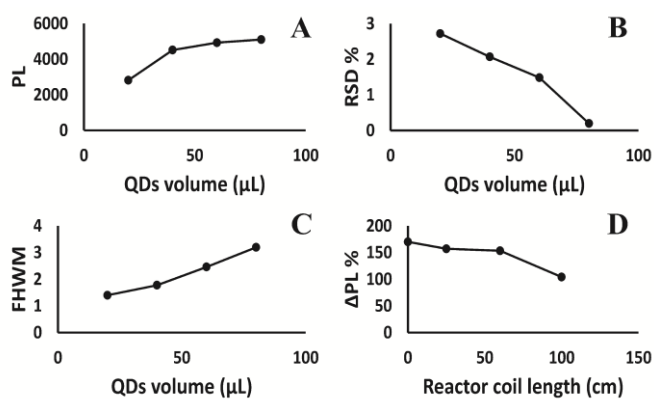 A
PL
6000
4000
2000
0
0 50 100
QDs volume (µL)
B
RSD %
3
2
1
0
0 50 100
QDs volume (µL)
C
FHWM
4
3
2
1
0
0 50 100
QDs volume (µL)
D
ΔPL %
200
150
100
50
0
0 50 100 150
Reactor coil length (cm)